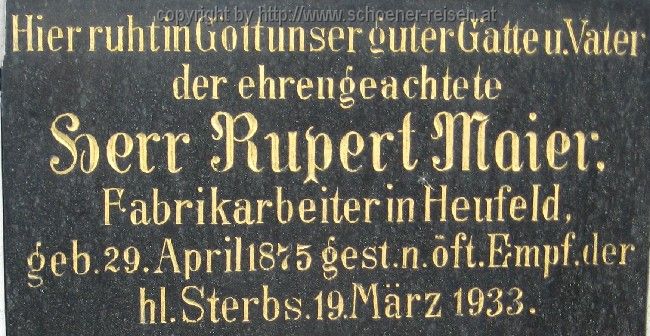 copyright by http://www.schoener-reisen.at
Hier ruht in Gott unser guter Gatte u. Vater
der ehrengeachtete
Herr Rupert Maier,
Fabrikarbeiter in Heufeld,
geb. 29. April 1875 gest. n. öft. Empf. der
hl. Sterbs. 19. März 1933.